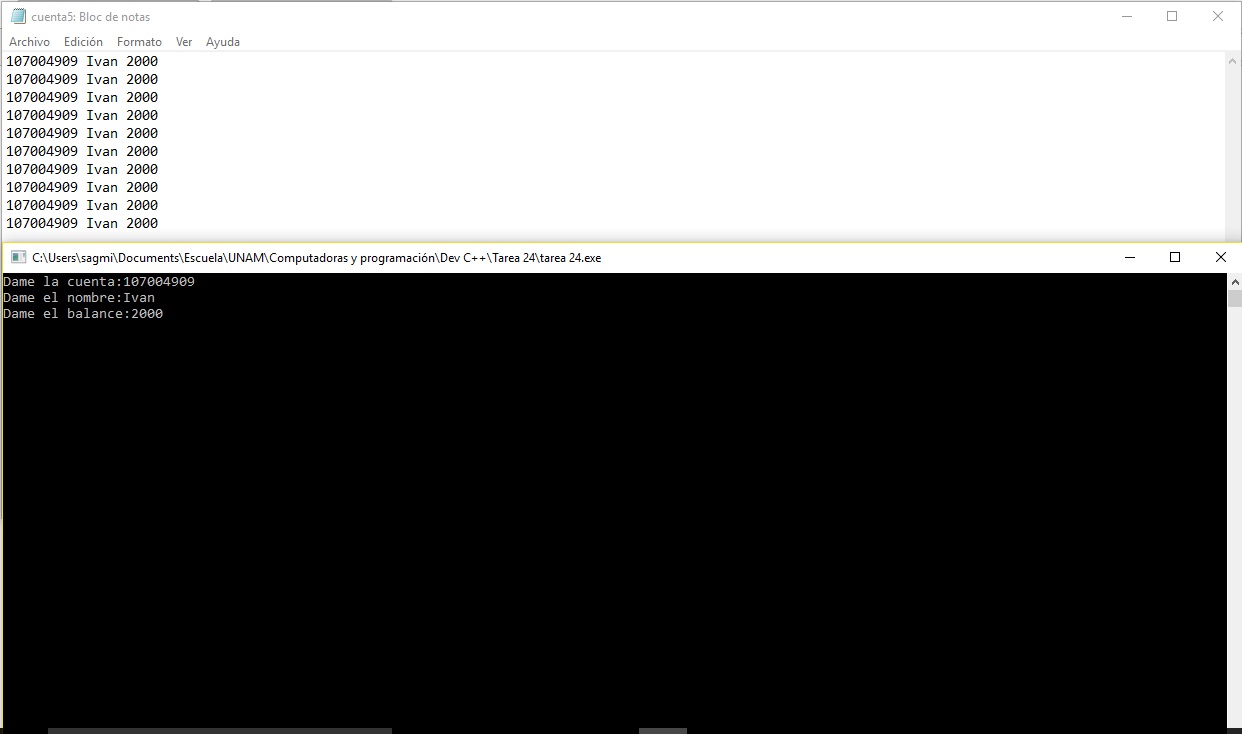 cuenta5: Bloc de notas
Archivo Edición Formato Ver Ayuda
107004909 Ivan 2000
107004909 Ivan 2000
107004909 Ivan 2000
107004909 Ivan 2000
107004909 Ivan 2000
107004909 Ivan 2000
107004909 Ivan 2000
107004909 Ivan 2000
107004909 Ivan 2000
107004909 Ivan 2000
C:\Users\sagmi\Documents\Escuela\UNAM\Computadoras y programación\Dev C++\Tarea 24\tarea 24.exe
Dame la cuenta:107004909
Dame el nombre:Ivan
Dame el balance:2000